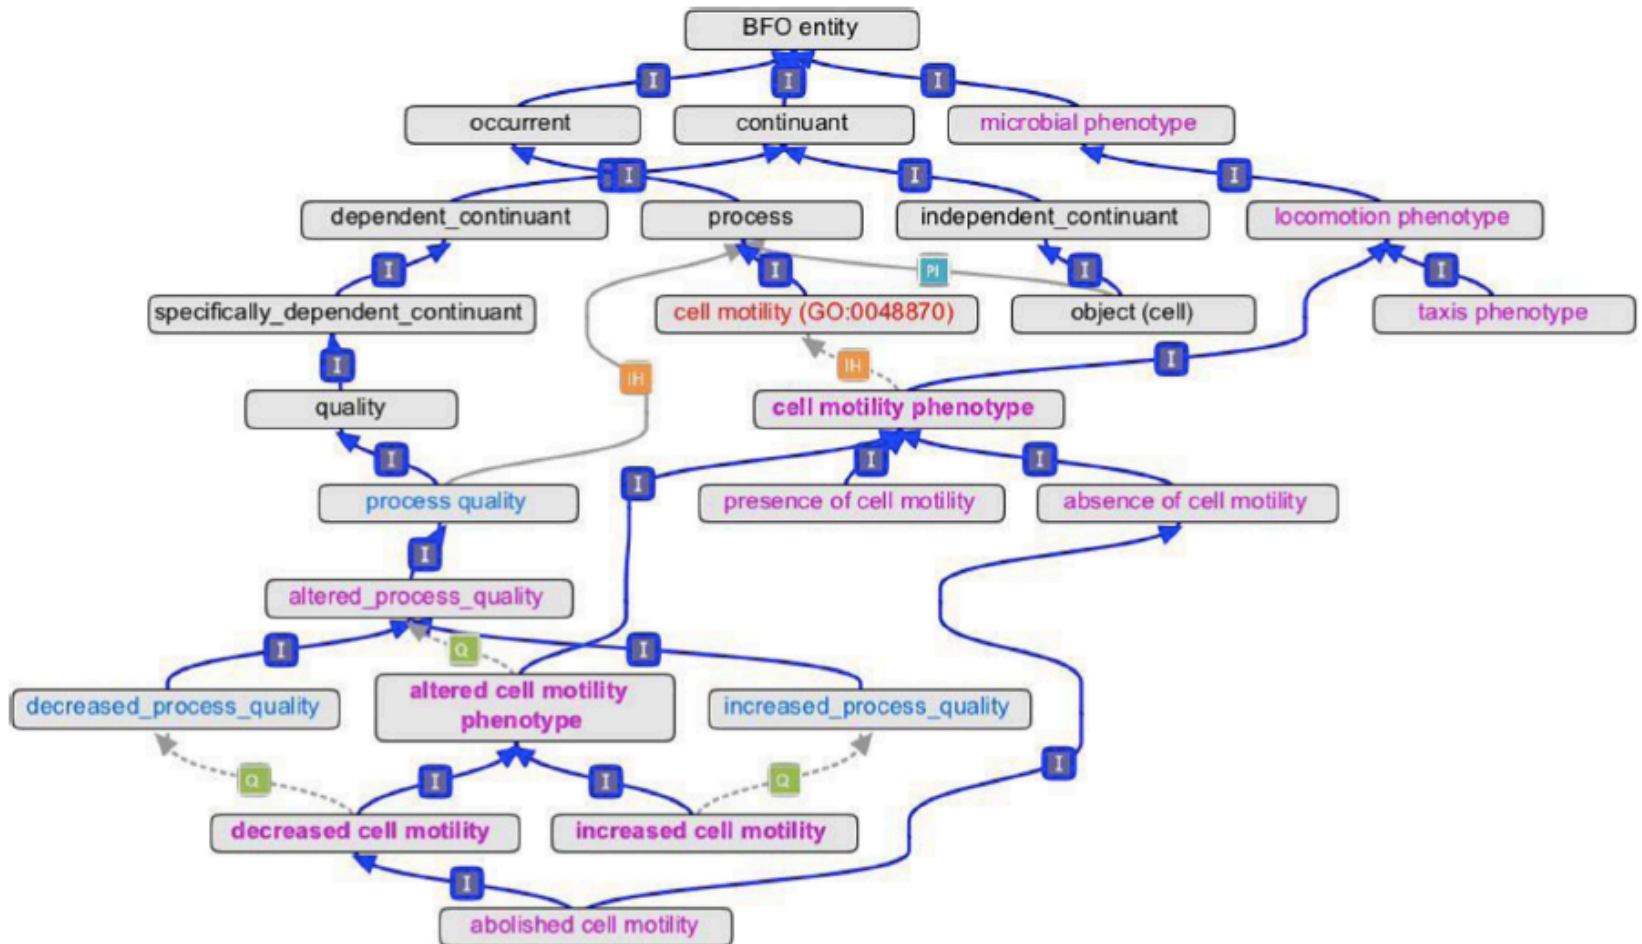 BFO entity
I I I
occurrent continuant microbial phenotype
I I I
dependent_continuant process independent_continuant locomotion phenotype
I I PI I I
specifically_dependent_continuant cell motility (GO:0048870) object (cell) taxis phenotype
I IH IH I
quality cell motility phenotype
I I I I
process quality presence of cell motility absence of cell motility
I
altered_process_quality
I Q I
decreased_process_quality altered cell motility increased_process_quality
phenotype
Q I I Q I
decreased cell motility increased cell motility
I
abolished cell motility